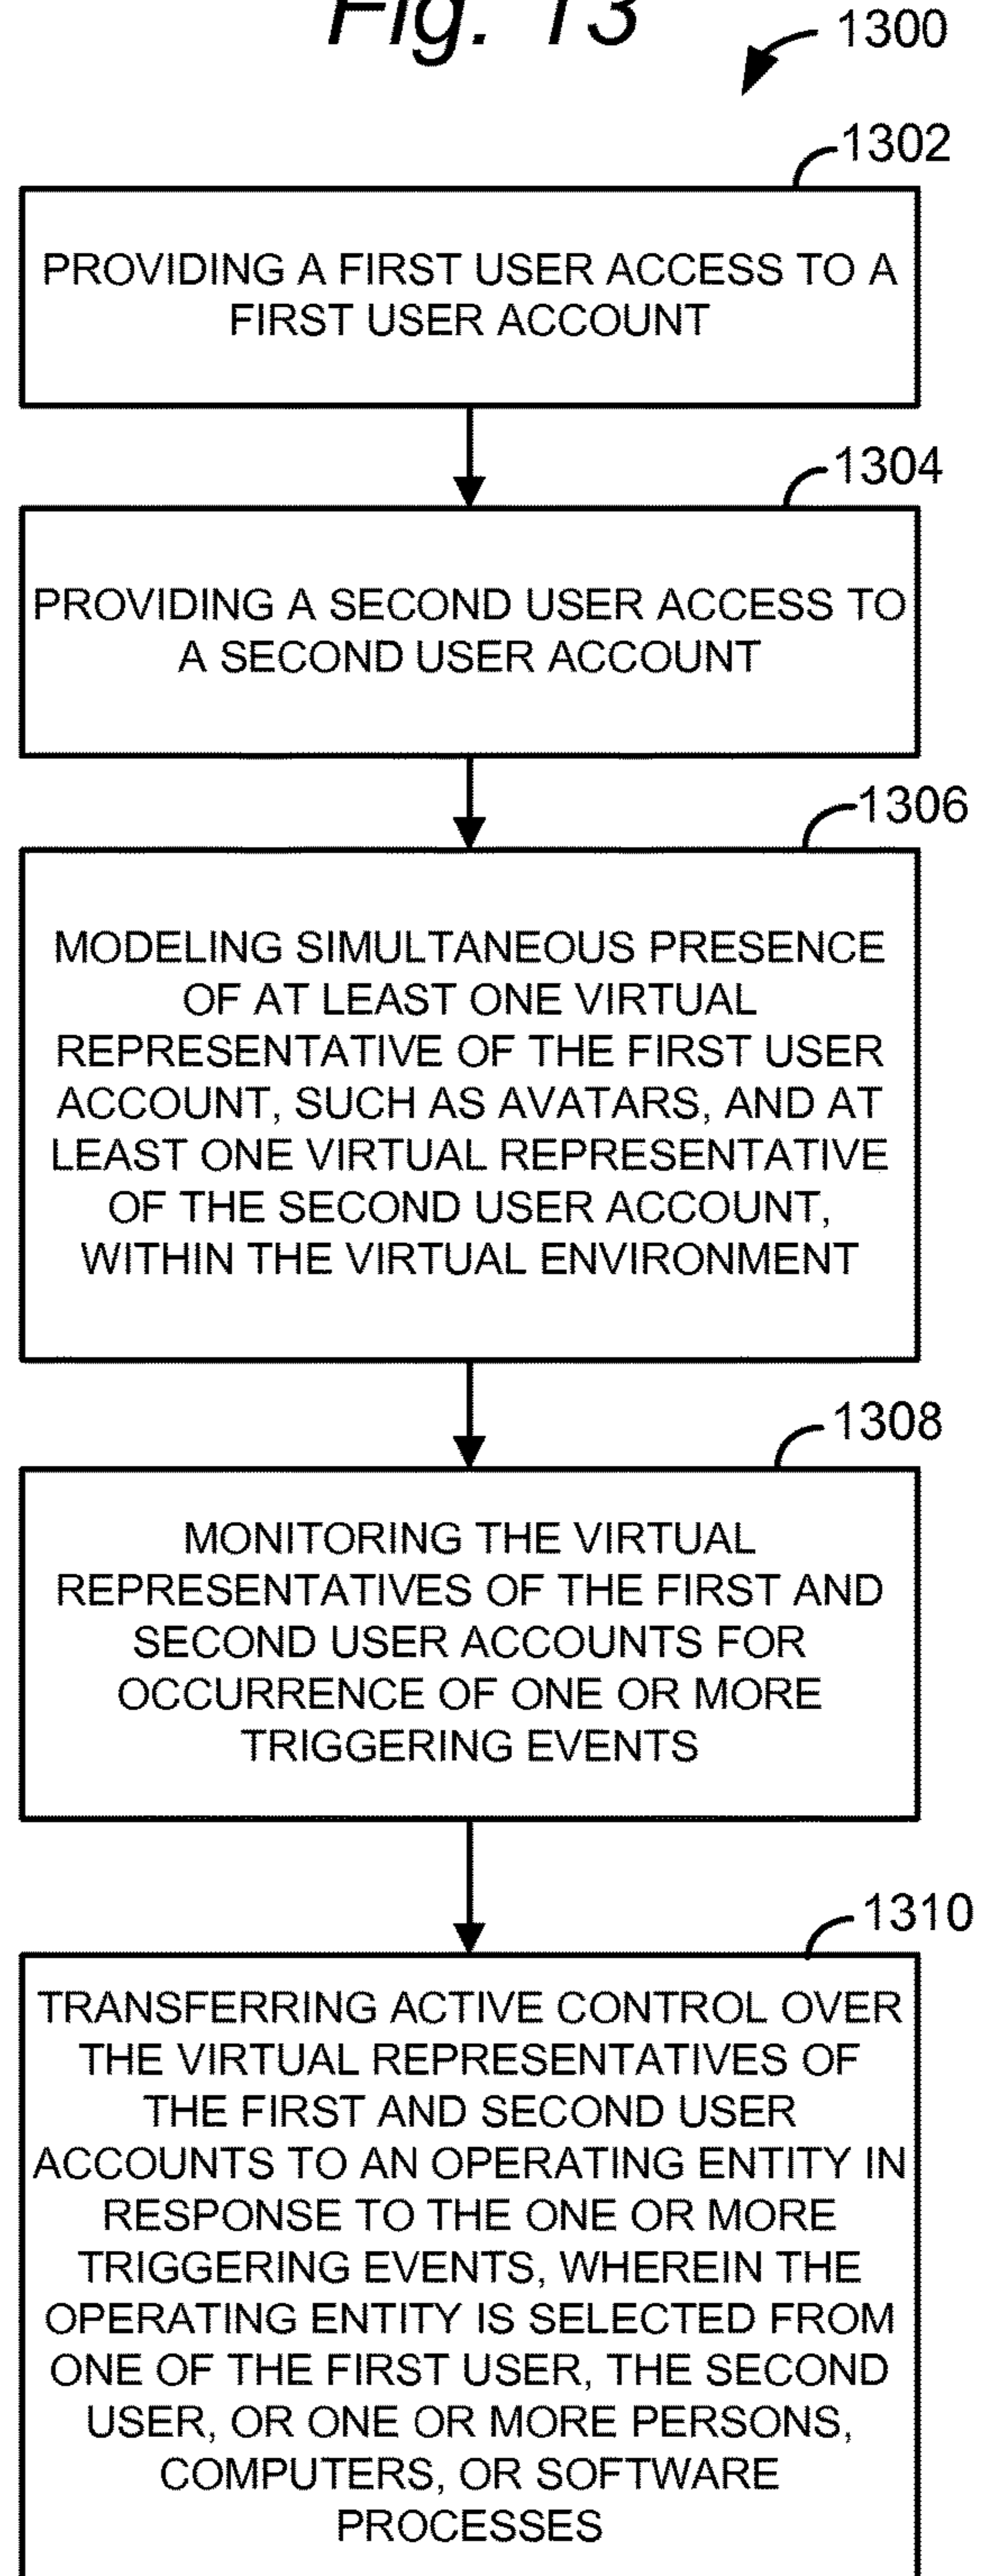 Fig. 13
1300
1302
PROVIDING A FIRST USER ACCESS TO A
FIRST USER ACCOUNT
1304
PROVIDING A SECOND USER ACCESS TO
A SECOND USER ACCOUNT
1306
MODELING SIMULTANEOUS PRESENCE
OF AT LEAST ONE VIRTUAL
REPRESENTATIVE OF THE FIRST USER
ACCOUNT, SUCH AS AVATARS, AND AT
LEAST ONE VIRTUAL REPRESENTATIVE
OF THE SECOND USER ACCOUNT,
WITHIN THE VIRTUAL ENVIRONMENT
1308
MONITORING THE VIRTUAL
REPRESENTATIVES OF THE FIRST AND
SECOND USER ACCOUNTS FOR
OCCURRENCE OF ONE OR MORE
TRIGGERING EVENTS
1310
TRANSFERRING ACTIVE CONTROL OVER
THE VIRTUAL REPRESENTATIVES OF
THE FIRST AND SECOND USER
ACCOUNTS TO AN OPERATING ENTITY IN
RESPONSE TO THE ONE OR MORE
TRIGGERING EVENTS, WHEREIN THE
OPERATING ENTITY IS SELECTED FROM
ONE OF THE FIRST USER, THE SECOND
USER, OR ONE OR MORE PERSONS,
COMPUTERS, OR SOFTWARE
PROCESSES